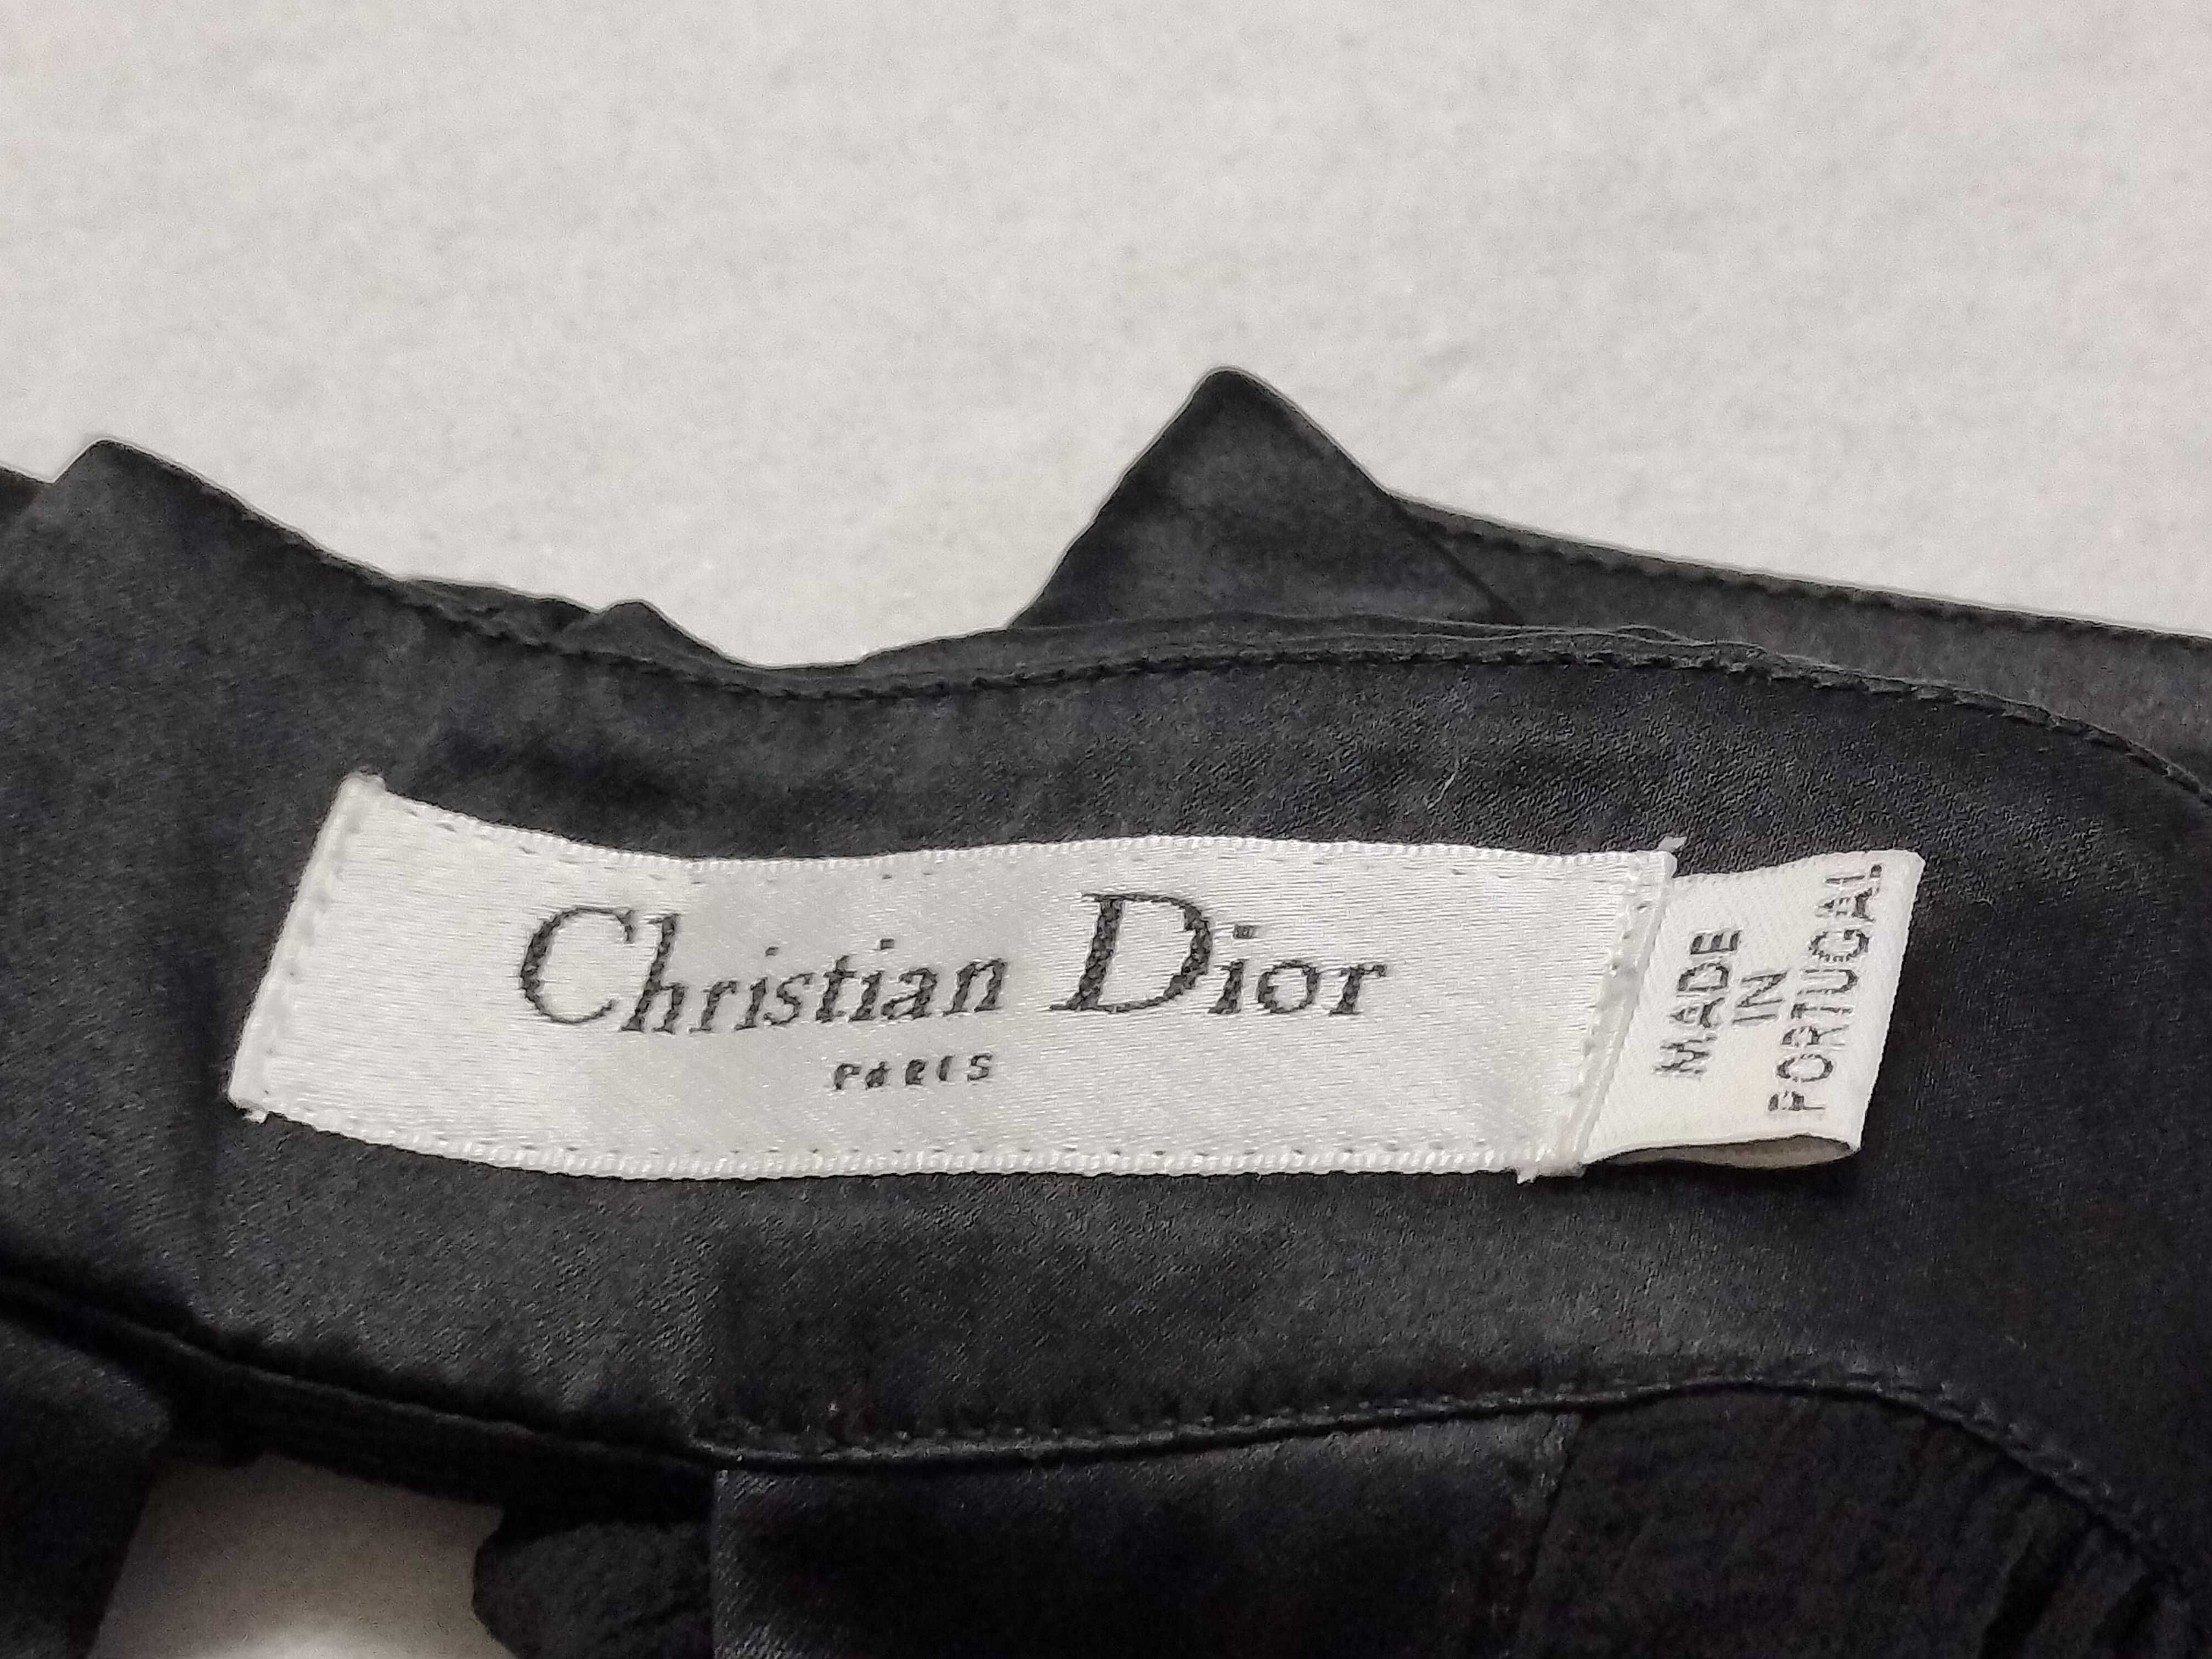 Christian Dior
PARIS
MADE
IN
PORTUGAL